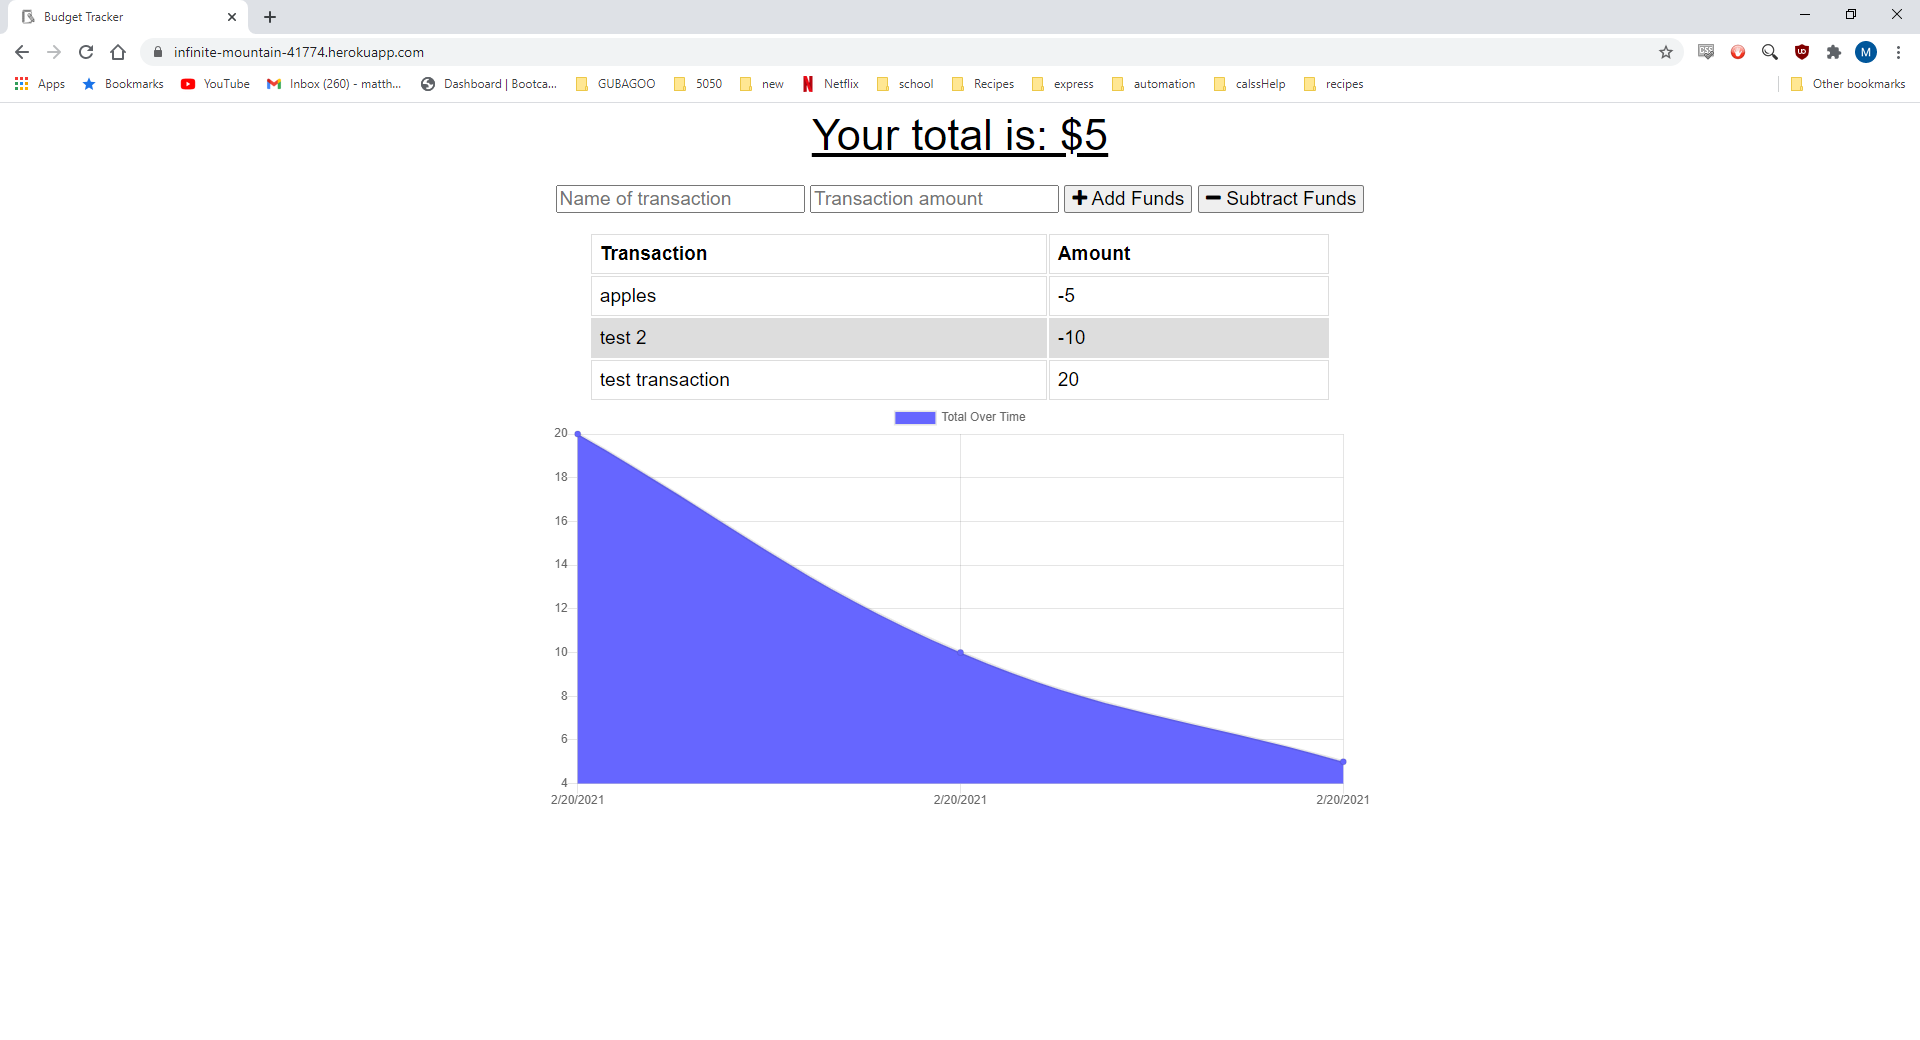 Budget Tracker
infinite-mountain-41774.herokuapp.com
CSS UD M
Apps Bookmarks YouTube Inbox (260) - matth... Dashboard | Bootca... GUBAGOO 5050 new Netflix school Recipes express automation calssHelp recipes Other bookmarks
Your total is: $5
Name of transaction Transaction amount Add Funds Subtract Funds
Transaction Amount
apples -5
test 2 -10
test transaction 20
Total Over Time
20
18
16
14
12
10
8
6
4
2/20/2021 2/20/2021 2/20/2021